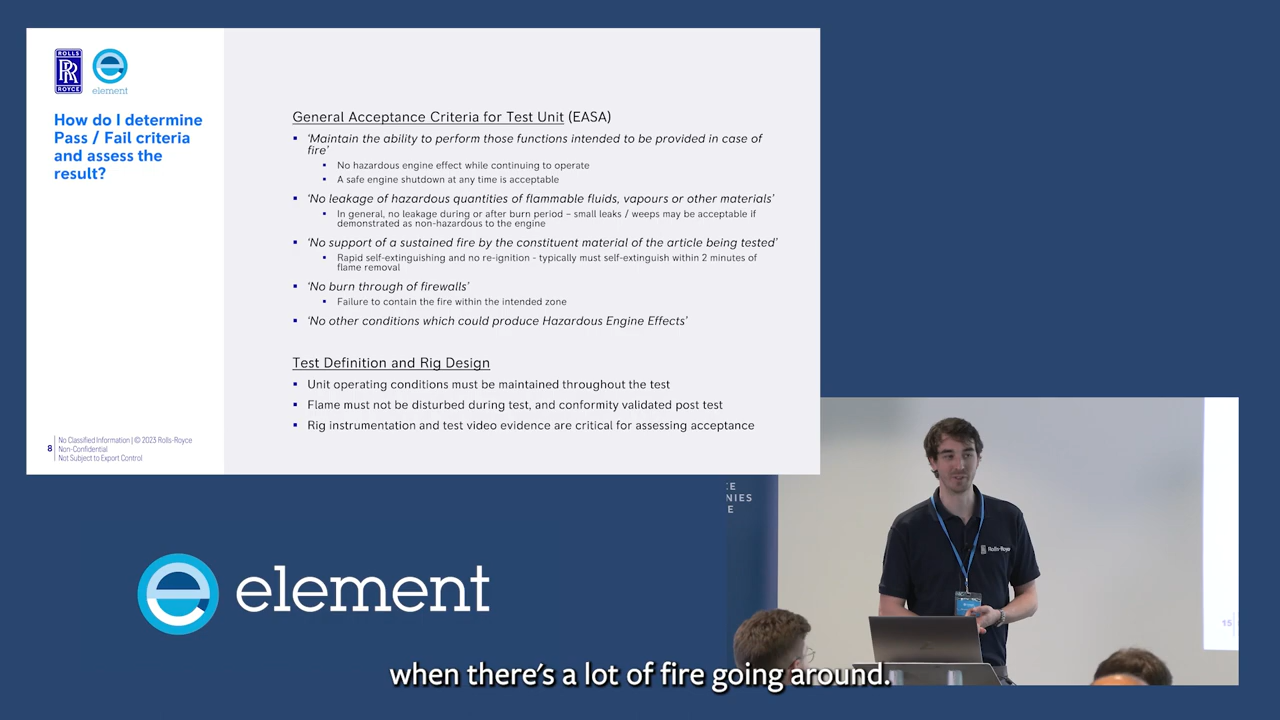 ROLLS
RR
ROYCE
element
How do I determine
Pass / Fail criteria
and assess the
result?
General Acceptance Criteria for Test Unit (EASA)
▪ ‘Maintain the ability to perform those functions intended to be provided in case of
fire’
▪ No hazardous engine effect while continuing to operate
▪ A safe engine shutdown at any time is acceptable
▪ ‘No leakage of hazardous quantities of flammable fluids, vapours or other materials’
▪ In general, no leakage during or after burn period – small leaks / weeps may be acceptable if
demonstrated as non-hazardous to the engine
▪ ‘No support of a sustained fire by the constituent material of the article being tested’
▪ Rapid self-extinguishing and no re-ignition - typically must self-extinguish within 2 minutes of
flame removal
▪ ‘No burn through of firewalls’
▪ Failure to contain the fire within the intended zone
▪ ‘No other conditions which could produce Hazardous Engine Effects’
Test Definition and Rig Design
▪ Unit operating conditions must be maintained throughout the test
▪ Flame must not be disturbed during test, and conformity validated post test
▪ Rig instrumentation and test video evidence are critical for assessing acceptance
8
No Classified Information | © 2023 Rolls-Royce
Non-Confidential
Not Subject to Export Control
CE
NIES
E
Rolls-Royce
15
element
when there's a lot of fire going around.